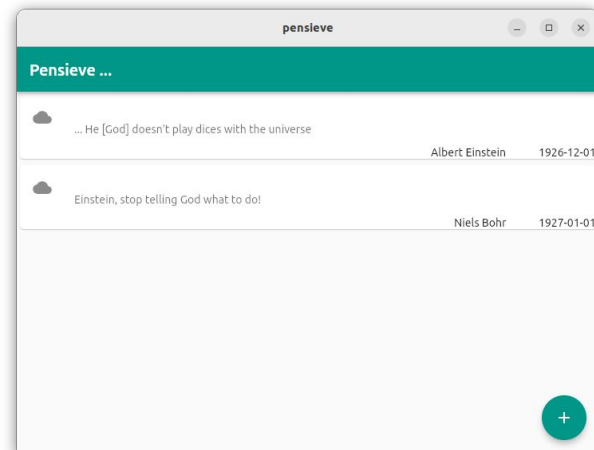 pensieve
Pensieve ...
... He [God] doesn't play dices with the universe
Albert Einstein 1926-12-01
Einstein, stop telling God what to do!
Niels Bohr 1927-01-01